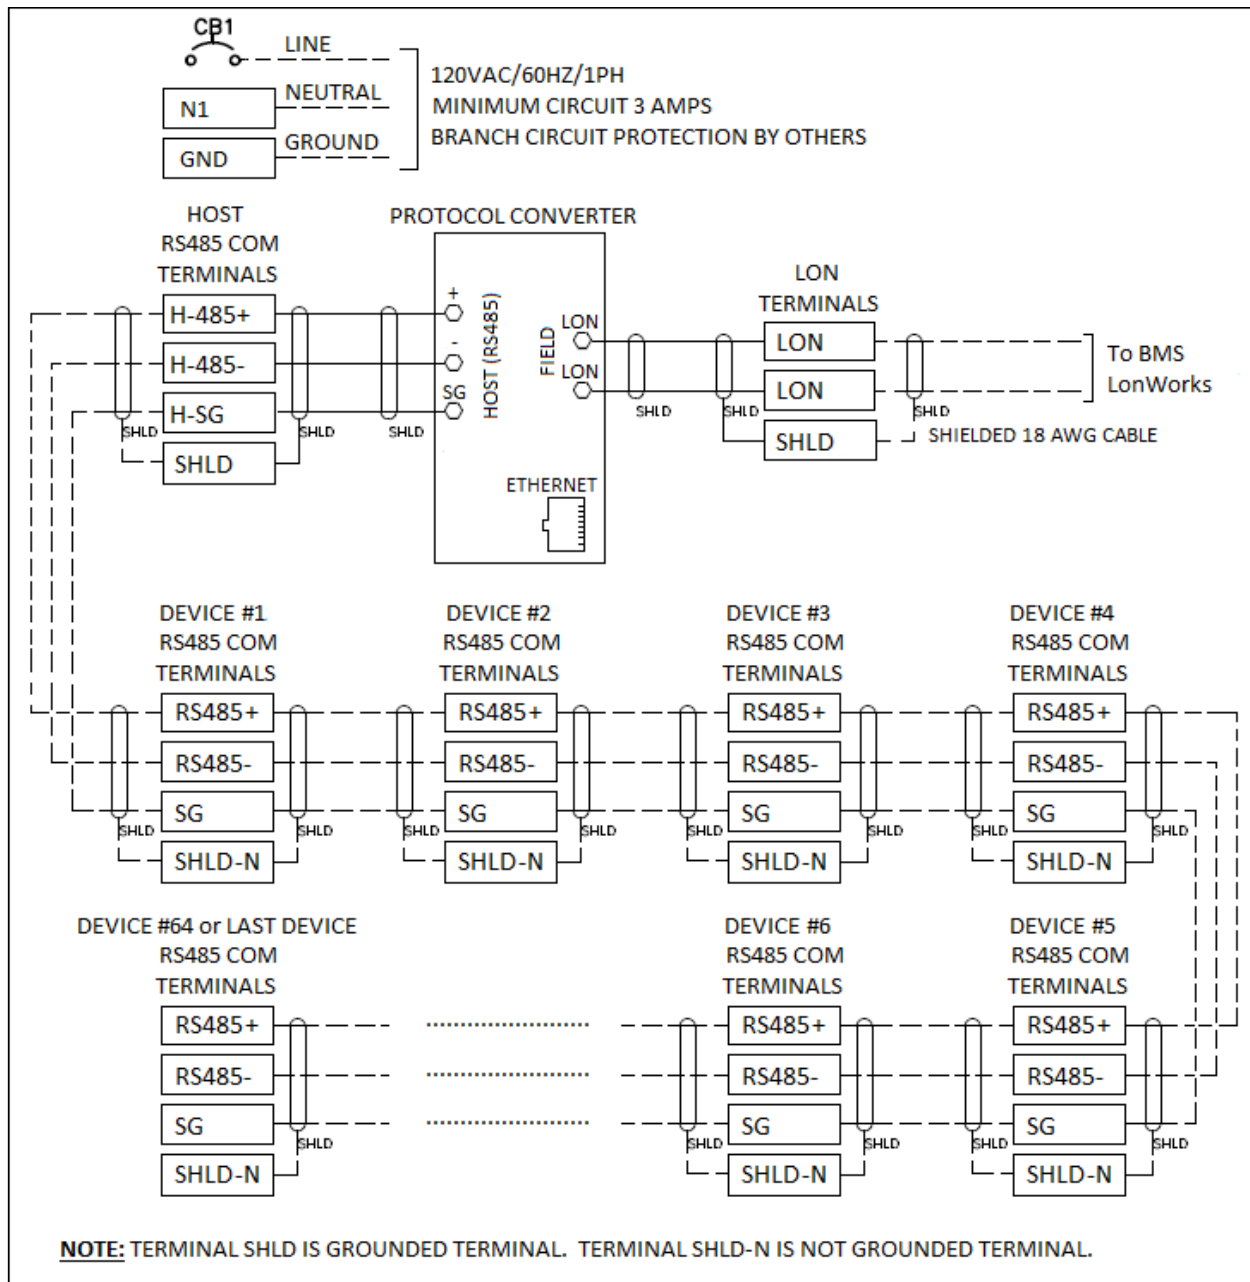 CB1
LINE
N1
NEUTRAL
GND
GROUND
120VAC/60HZ/1PH
MINIMUM CIRCUIT 3 AMPS
BRANCH CIRCUIT PROTECTION BY OTHERS
HOST
RS485 COM
TERMINALS
H-485+
H-485-
H-SG
SHLD
SHLD
SHLD
SHLD
PROTOCOL CONVERTER
+
-
SG
HOST (RS485)
FIELD
LON
LON
ETHERNET
LON
TERMINALS
LON
LON
SHLD
SHLD
SHLD
SHLD
To BMS
LonWorks
SHIELDED 18 AWG CABLE
DEVICE #1
RS485 COM
TERMINALS
RS485+
RS485-
SG
SHLD-N
SHLD
SHLD
DEVICE #2
RS485 COM
TERMINALS
RS485+
RS485-
SG
SHLD-N
SHLD
SHLD
DEVICE #3
RS485 COM
TERMINALS
RS485+
RS485-
SG
SHLD-N
SHLD
SHLD
DEVICE #4
RS485 COM
TERMINALS
RS485+
RS485-
SG
SHLD-N
SHLD
SHLD
DEVICE #64 or LAST DEVICE
RS485 COM
TERMINALS
RS485+
RS485-
SG
SHLD-N
SHLD
DEVICE #6
RS485 COM
TERMINALS
RS485+
RS485-
SG
SHLD-N
SHLD
SHLD
DEVICE #5
RS485 COM
TERMINALS
RS485+
RS485-
SG
SHLD-N
SHLD
SHLD
NOTE: TERMINAL SHLD IS GROUNDED TERMINAL. TERMINAL SHLD-N IS NOT GROUNDED TERMINAL.